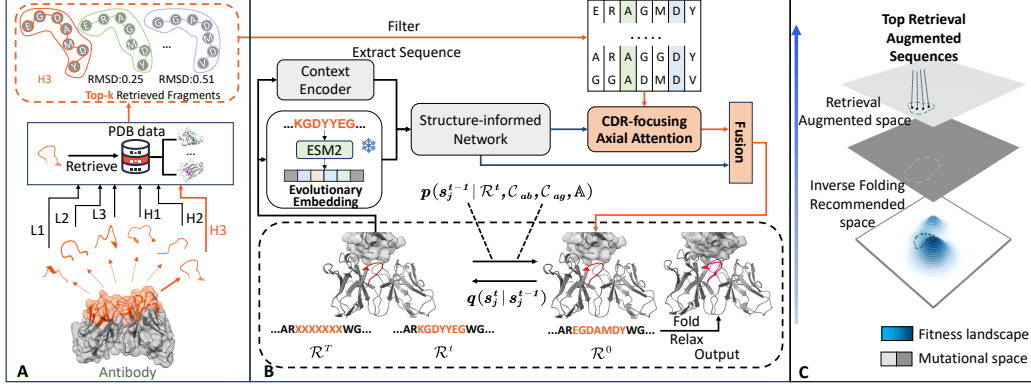 H3
RMSD:0.25
RMSD:0.51
...
Top-k Retrieved Fragments
PDB data
Retrieve
...
L1
L2
L3
H1
H2
H3
A
Antibody
Filter
Extract Sequence
Context
Encoder
...KGDYYEG...
ESM2
Evolutionary
Embedding
Structure-informed
Network
E R A G M D Y
.....
A R G G M D Y
G G A D M D V
CDR-focusing
Axial Attention
Fusion
p(s_j^{t-1} | R^t, C_ab, C_ag, A)
q(s_j^t | s_j^{t-1})
...ARXXXXXXXWG...
...ARKGDYYEGWG...
...AREGDAMDYWG...
R^T
R^t
R^0
Fold
Relax
Output
B
Top Retrieval
Augmented
Sequences
Retrieval
Augmented space
Inverse Folding
Recommended
space
Fitness landscape
Mutational space
C